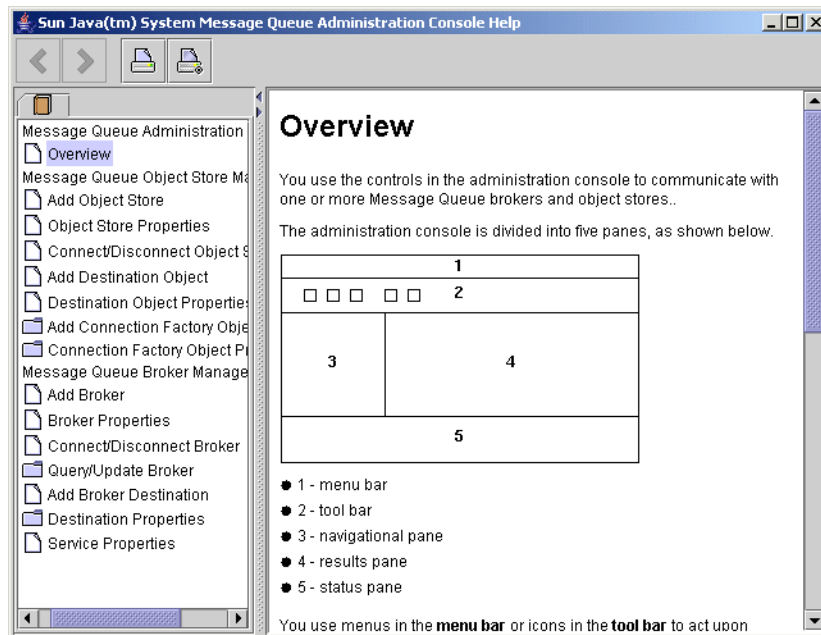 Sun Java(tm) System Message Queue Administration Console Help
Message Queue Administration
Overview
Message Queue Object Store Ma
Add Object Store
Object Store Properties
Connect/Disconnect Object S
Add Destination Object
Destination Object Propertie
Add Connection Factory Obje
Connection Factory Object Pr
Message Queue Broker Manage
Add Broker
Broker Properties
Connect/Disconnect Broker
Query/Update Broker
Add Broker Destination
Destination Properties
Service Properties
Overview
You use the controls in the administration console to communicate with
one or more Message Queue brokers and object stores..
The administration console is divided into five panes, as shown below.
1
2
3
4
5
1 - menu bar
2 - tool bar
3 - navigational pane
4 - results pane
5 - status pane
You use menus in the menu bar or icons in the tool bar to act upon